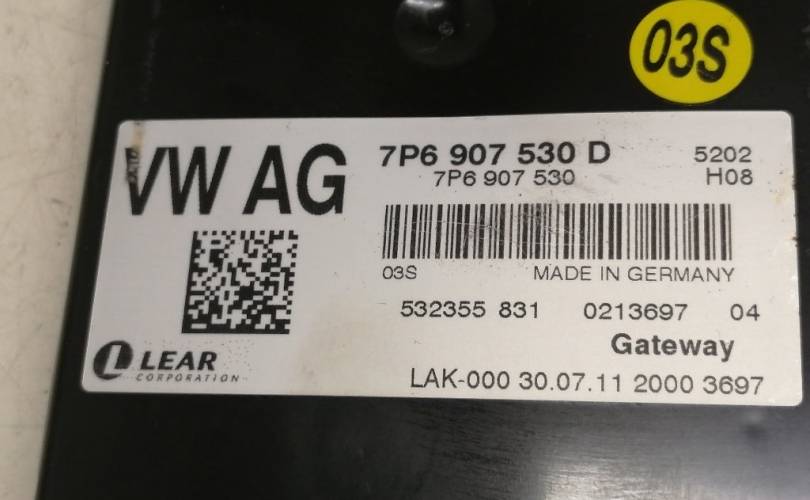 03S
VW AG
7P6 907 530 D 5202
7P6 907 530 H08
03S MADE IN GERMANY
532355 831 0213697 04
Gateway
LEAR
CORPORATION
LAK-000 30.07.11 2000 3697